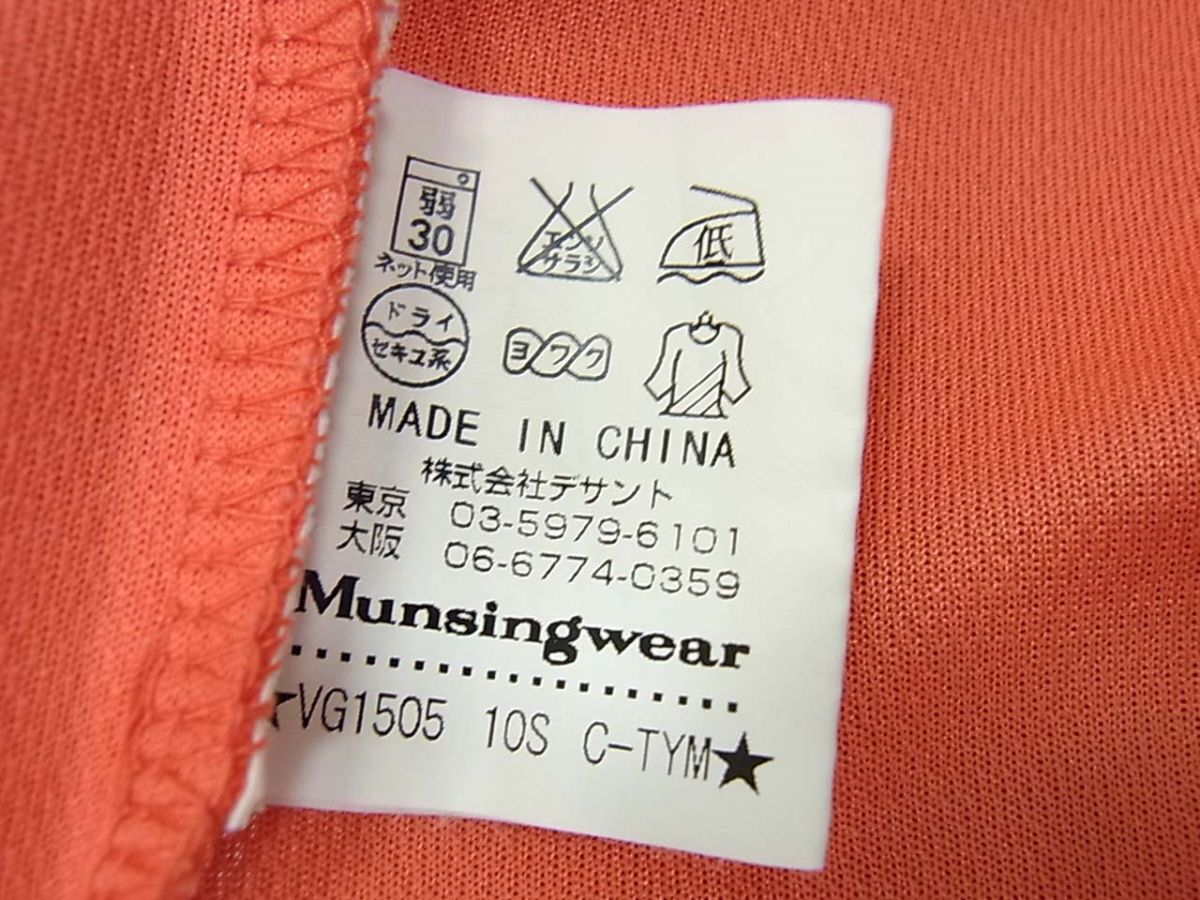 弱
30
ネット使用
エンソ
サラシ
低
ドライ
セキユ系
ヨワク
MADE IN CHINA
株式会社デサント
東京 03-5979-6101
大阪 06-6774-0359
Munsingwear
★VG1505 10S C-TYM★